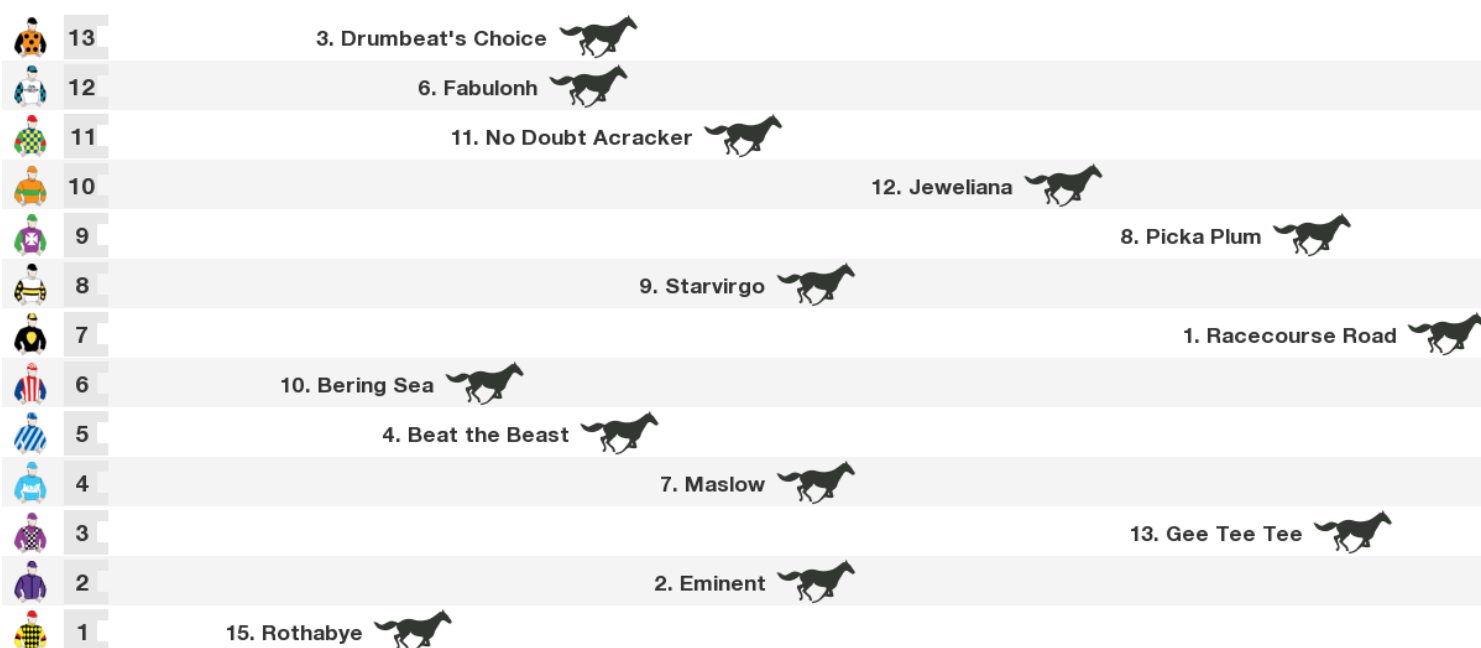 13 3. Drumbeat's Choice
12 6. Fabulonh
11 11. No Doubt Acracker
10 12. Jeweliana
9 8. Picka Plum
8 9. Starvirgo
7 1. Racecourse Road
6 10. Bering Sea
5 4. Beat the Beast
4 7. Maslow
3 13. Gee Tee Tee
2 2. Eminent
1 15. Rothabye